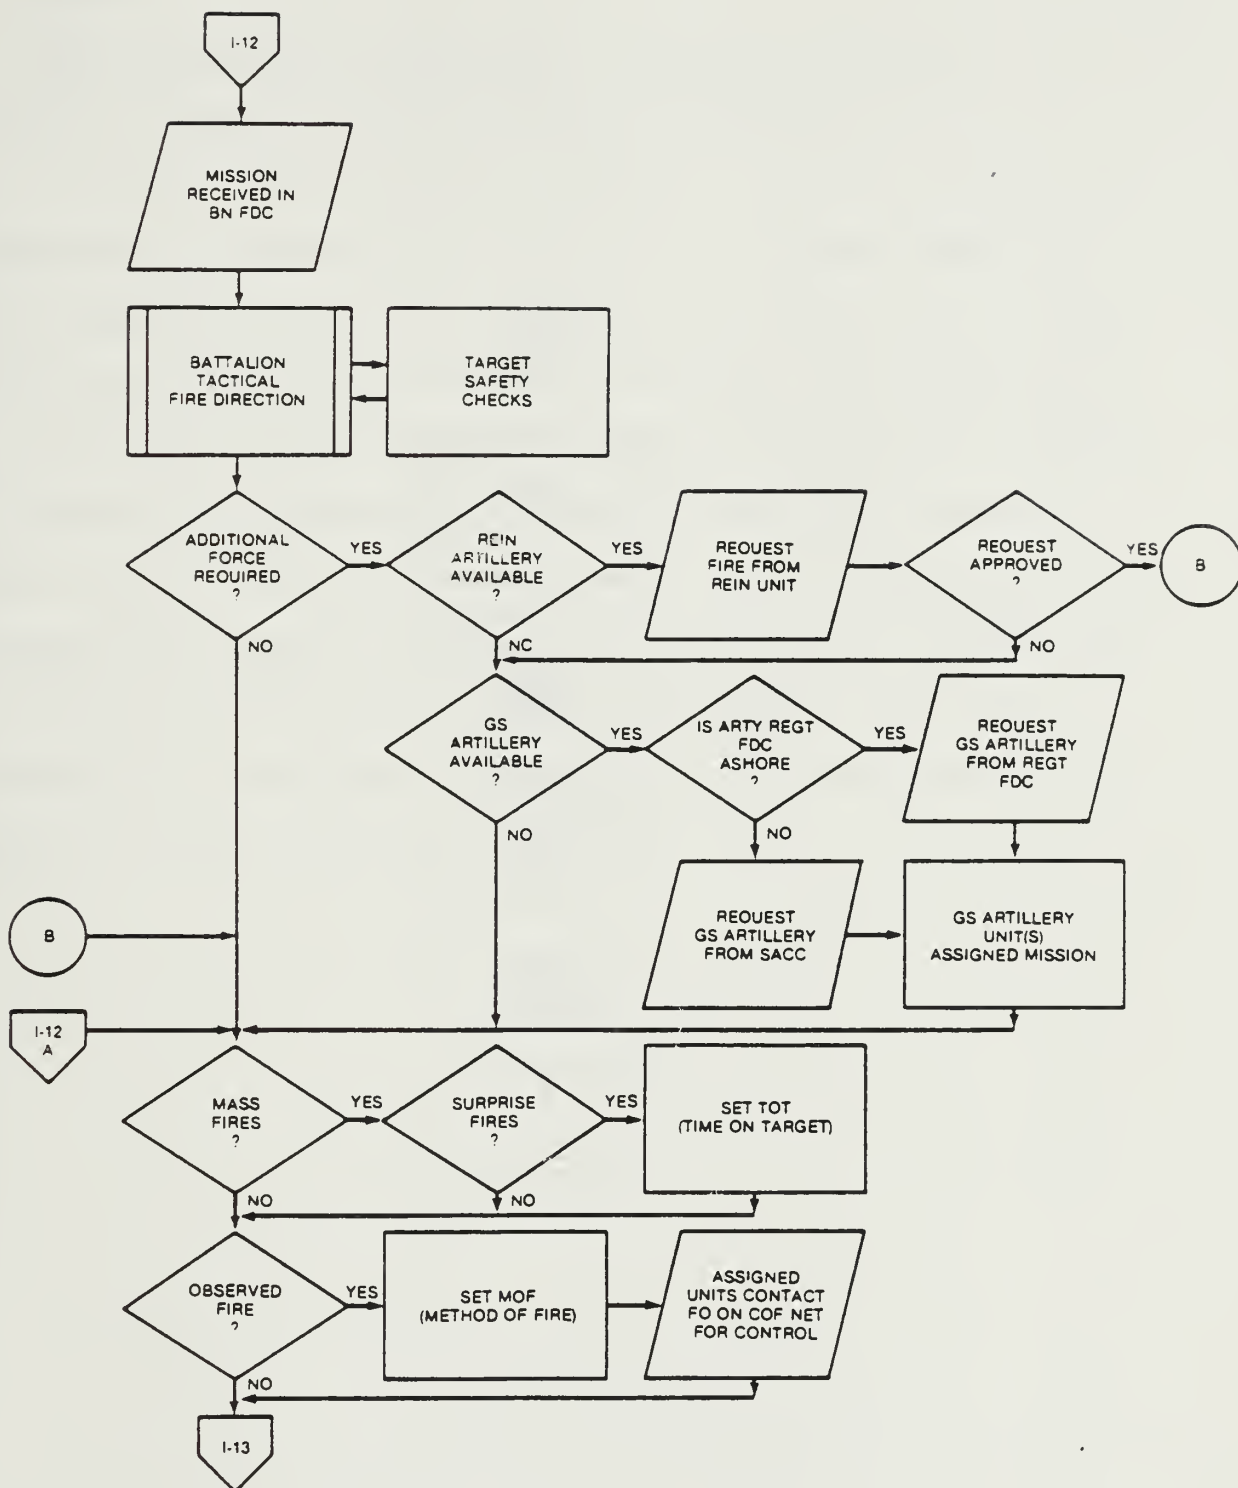 I-12
MISSION
RECEIVED IN
BN FDC
BATTALION
TACTICAL
FIRE DIRECTION
TARGET
SAFETY
CHECKS
ADDITIONAL
FORCE
REQUIRED
?
YES
REIN
ARTILLERY
AVAILABLE
?
YES
REQUEST
FIRE FROM
REIN UNIT
REQUEST
APPROVED
?
YES
B
NO
NC
NO
GS
ARTILLERY
AVAILABLE
?
YES
IS ARTY REGT
FDC
ASHORE
?
YES
REQUEST
GS ARTILLERY
FROM REGT
FDC
NO
NO
B
REQUEST
GS ARTILLERY
FROM SACC
GS ARTILLERY
UNIT(S)
ASSIGNED MISSION
I-12
A
MASS
FIRES
?
YES
SURPRISE
FIRES
?
YES
SET TOT
(TIME ON TARGET)
NO
NO
OBSERVED
FIRE
?
YES
SET MOF
(METHOD OF FIRE)
ASSIGNED
UNITS CONTACT
FO ON COF NET
FOR CONTROL
NO
I-13